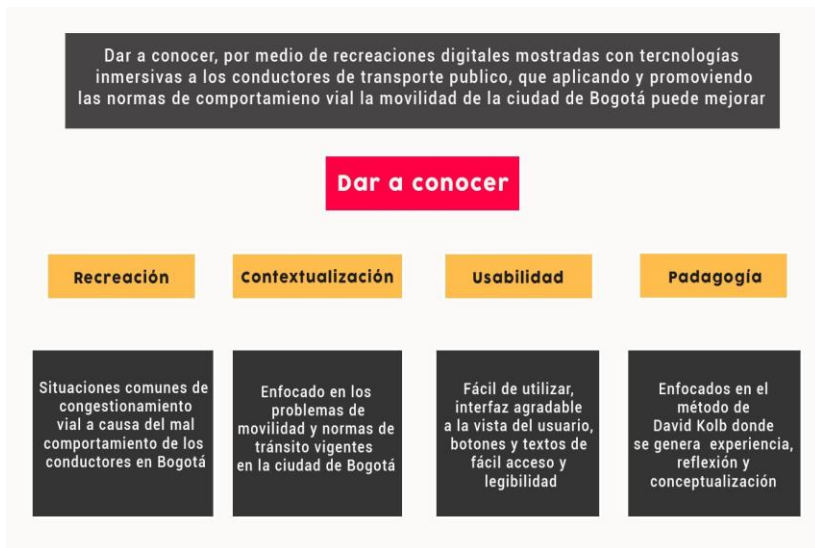 Dar a conocer, por medio de recreaciones digitales mostradas con tercnologías
inmersivas a los conductores de transporte publico, que aplicando y promoviendo
las normas de comportamieno vial la movilidad de la ciudad de Bogotá puede mejorar
Dar a conocer
Recreación
Contextualización
Usabilidad
Padagogía
Situaciones comunes de
congestionamiento
vial a causa del mal
comportamiento de los
conductores en Bogotá
Enfocado en los
problemas de
movilidad y normas de
tránsito vigentes
en la ciudad de Bogotá
Fácil de utilizar,
interfaz agradable
a la vista del usuario,
botones y textos de
fácil acceso y
legibilidad
Enfocados en el
método de
David Kolb donde
se genera experiencia,
reflexión y
conceptualización